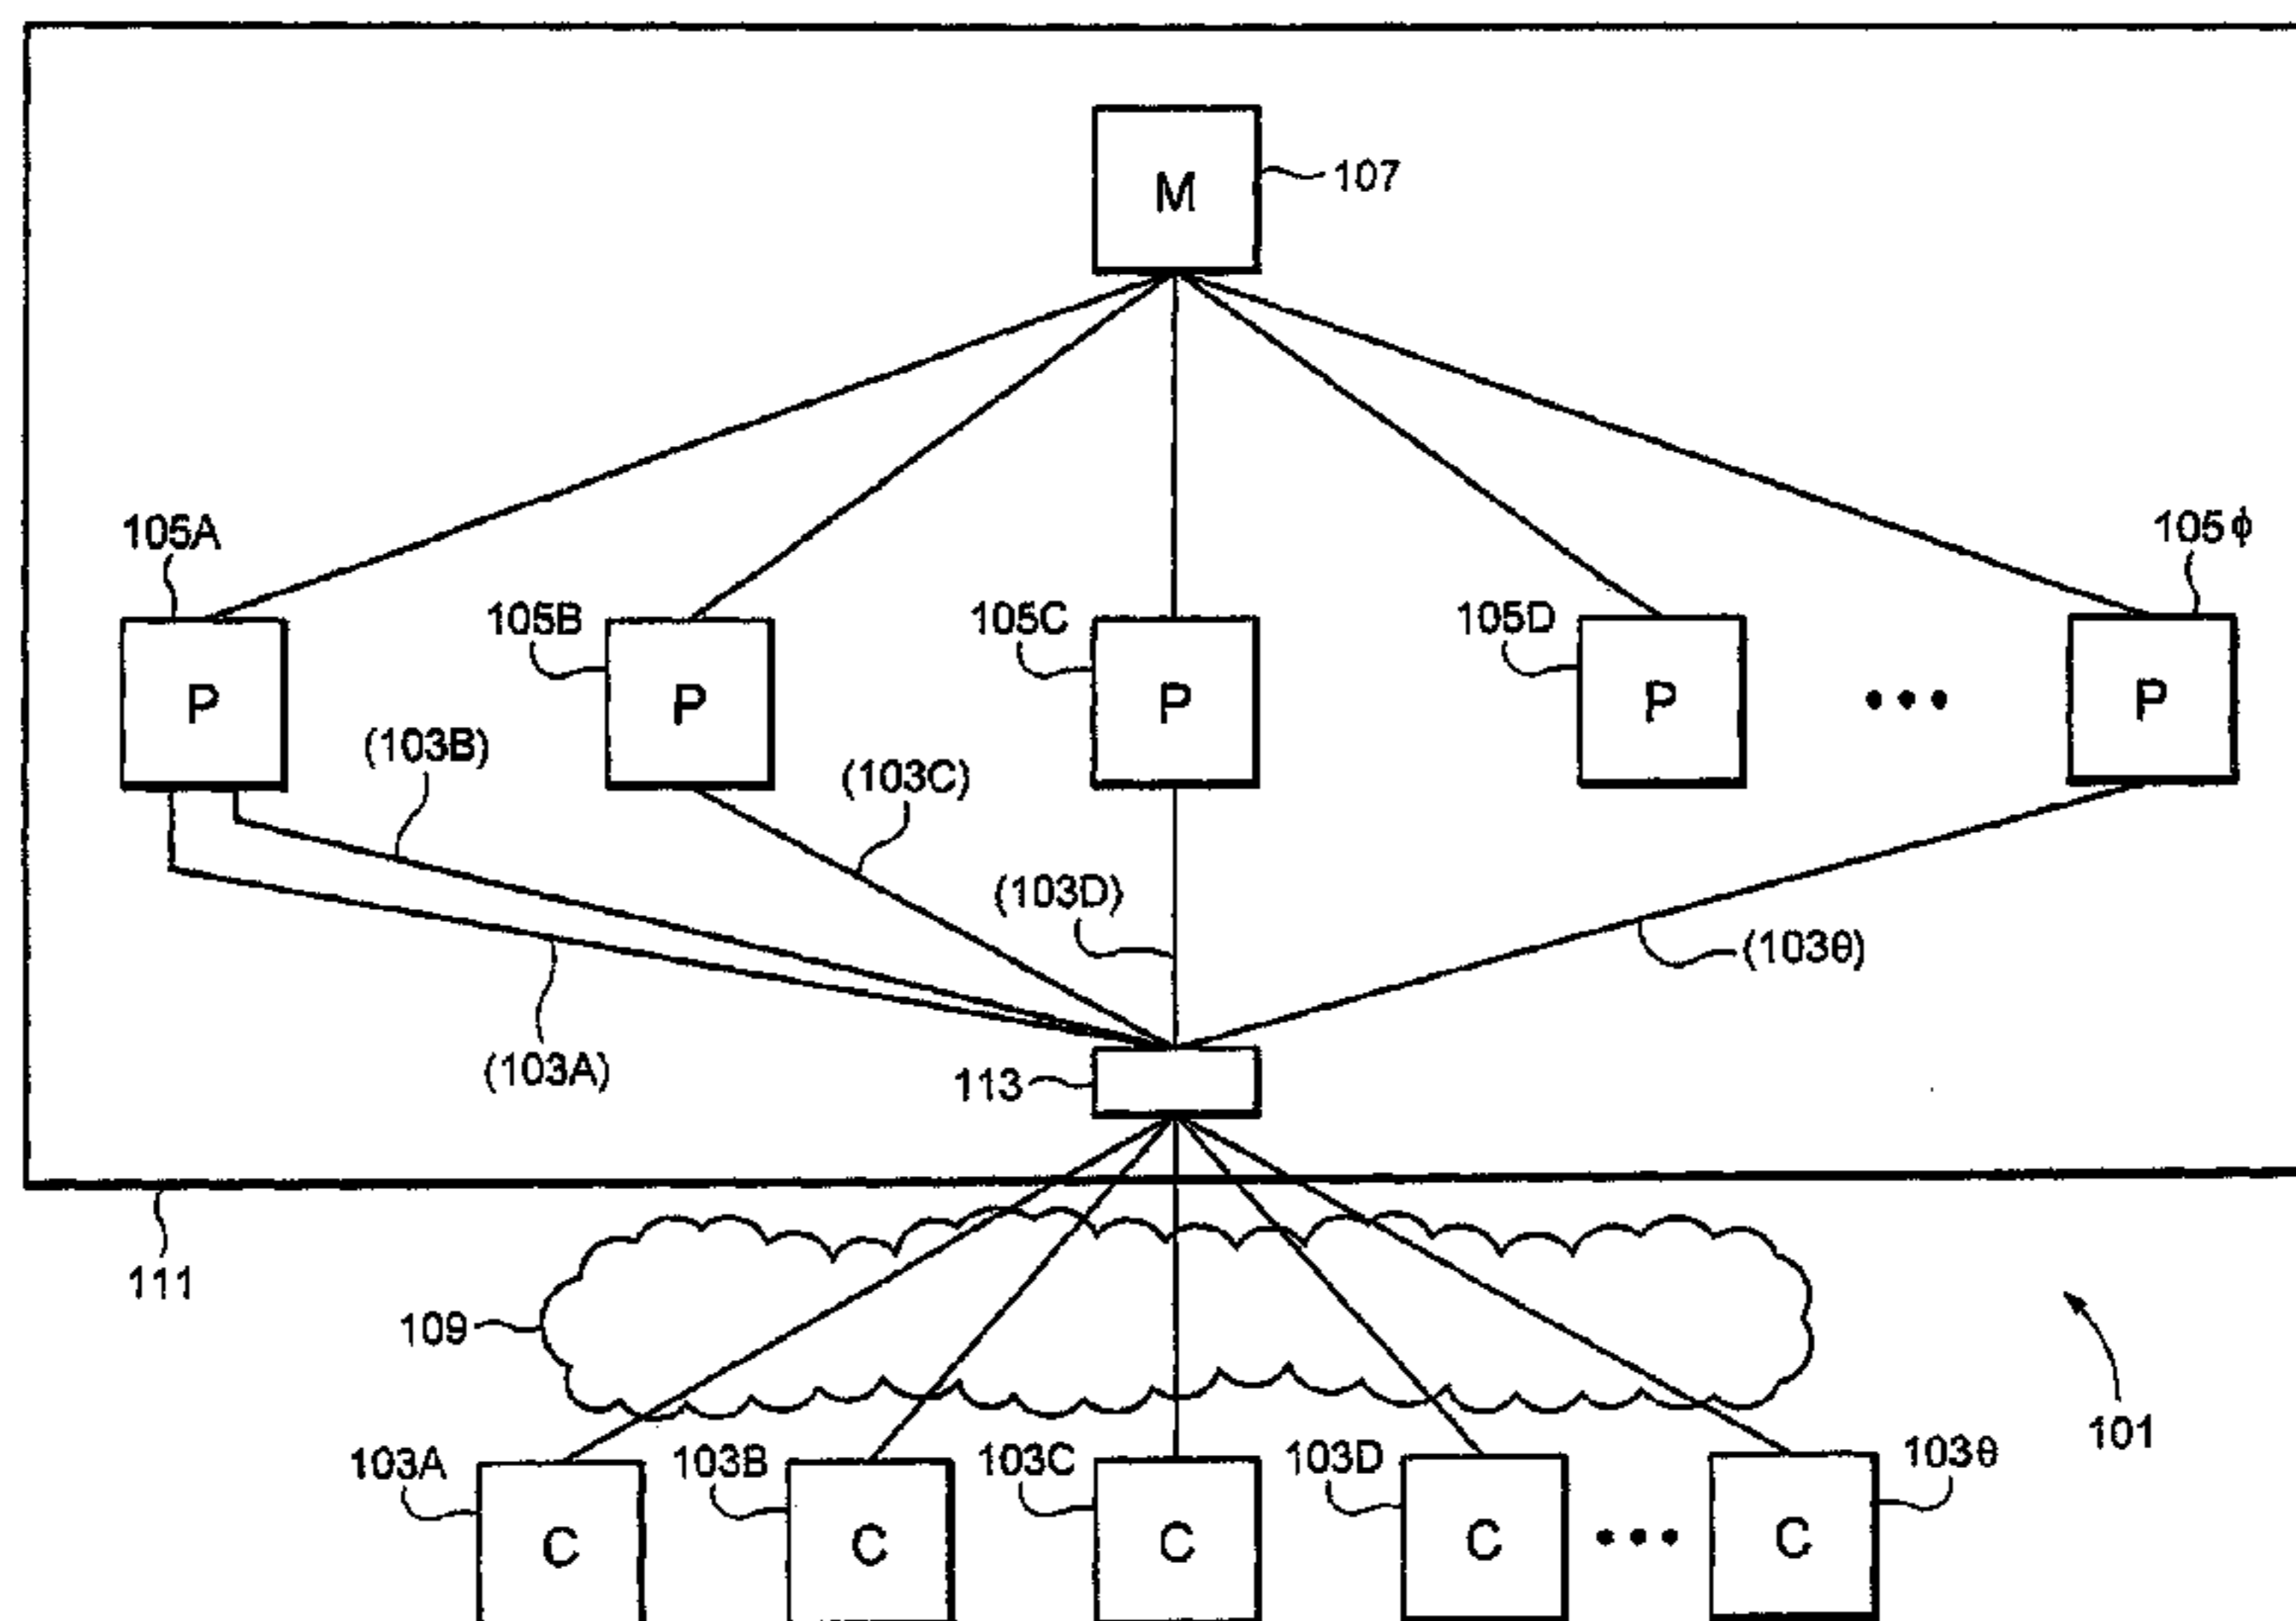 M
107
105A
105B
105C
105D
105ϕ
P
P
P
P
•••
P
(103B)
(103C)
(103D)
(103θ)
(103A)
113
111
109
101
103A
103B
103C
103D
103θ
C
C
C
C
•••
C